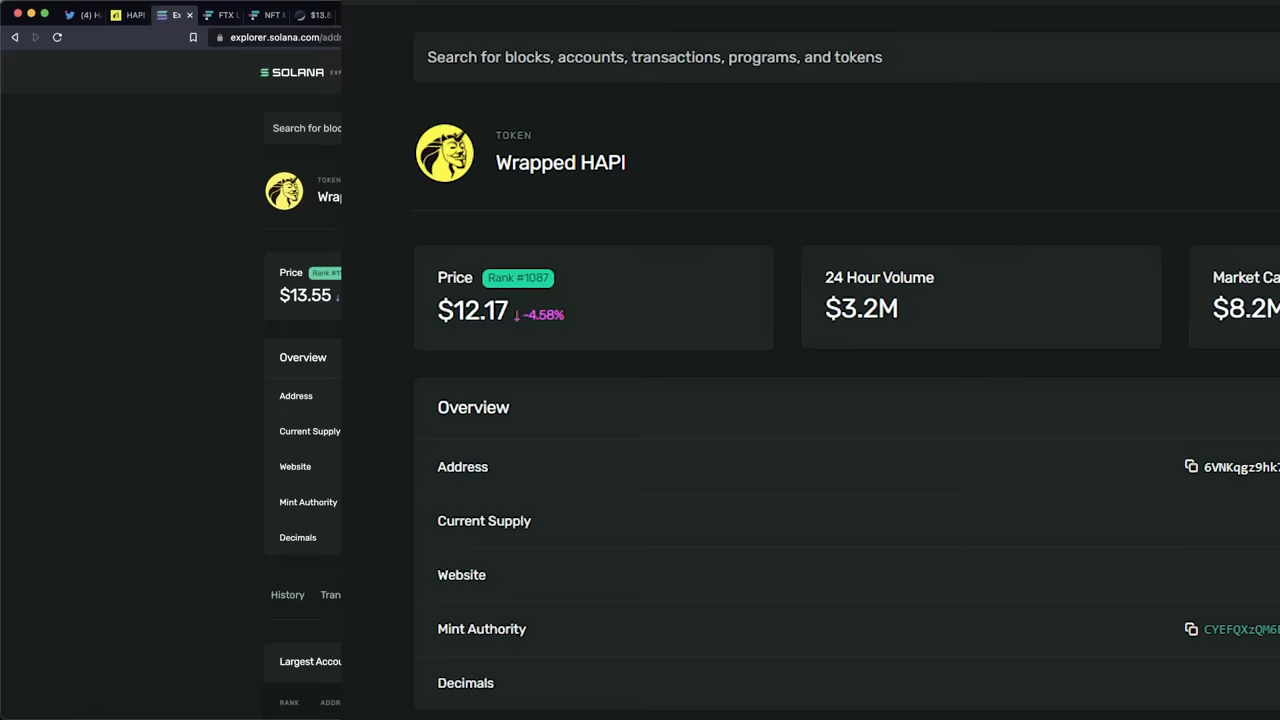 (4) H
HAPI
Ex
FTX
NFT
$13.5
explorer.solana.com/addr
SOLANA
Search for bloc
TOKEN
Wrap
Price Rank
$13.55 ↓
Overview
Address
Current Supply
Website
Mint Authority
Decimals
History Tran
Largest Accou
RANK ADDR
Search for blocks, accounts, transactions, programs, and tokens
TOKEN
Wrapped HAPI
Price Rank #1087
$12.17 ↓-4.58%
24 Hour Volume
$3.2M
Market Ca
$8.2M
Overview
Address 6VNKqgz9hk
Current Supply
Website
Mint Authority CYEFQXzQM6
Decimals